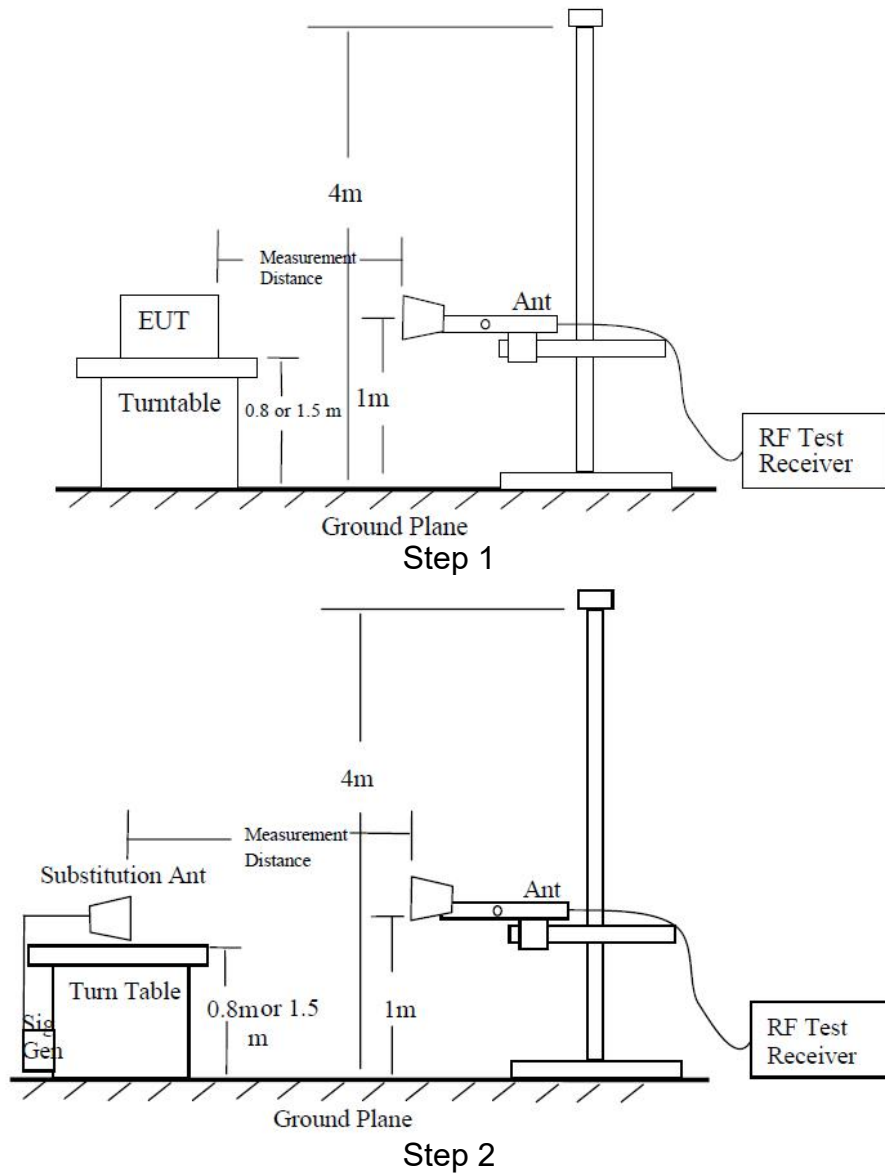 4m
Measurement
Distance
Ant
EUT
Turntable
0.8 or 1.5 m
1m
RF Test
Receiver
Ground Plane
Step 1
4m
Measurement
Distance
Substitution Ant
Ant
Turn Table
0.8m or 1.5
m
1m
Sig
Gen
RF Test
Receiver
Ground Plane
Step 2